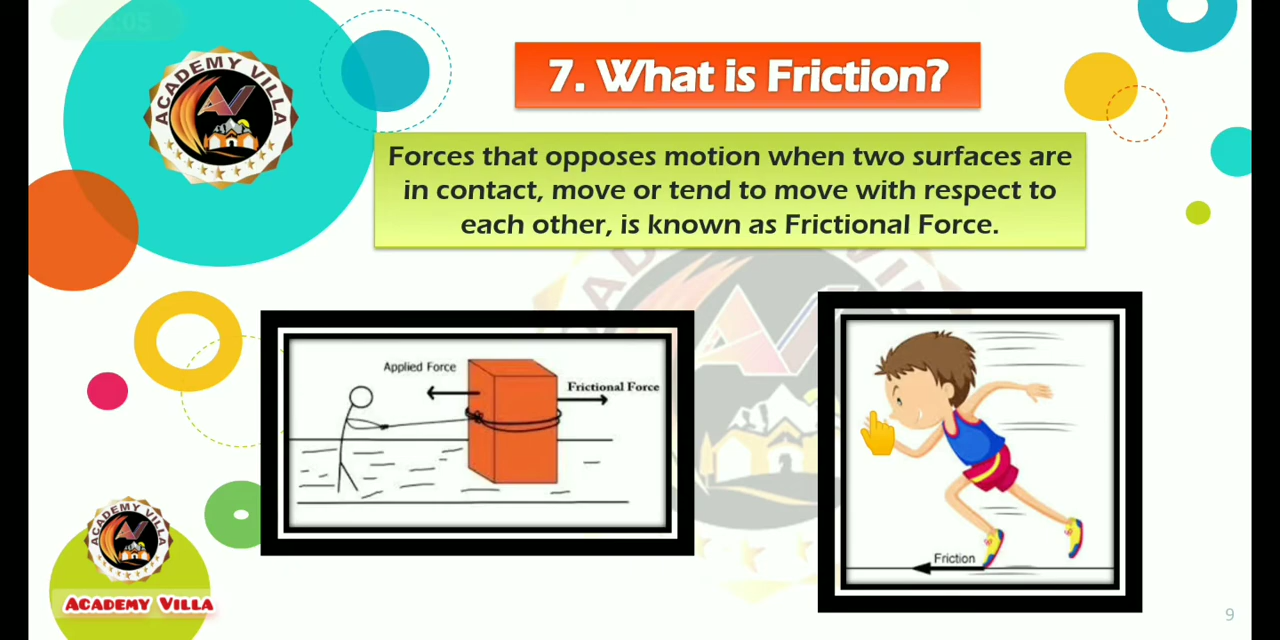 :05
ACADEMY VILLA
7. What is Friction?
Forces that opposes motion when two surfaces are
in contact, move or tend to move with respect to
each other, is known as Frictional Force.
Applied Force
Frictional Force
Friction
ACADEMY VILLA
ACADEMY VILLA
9